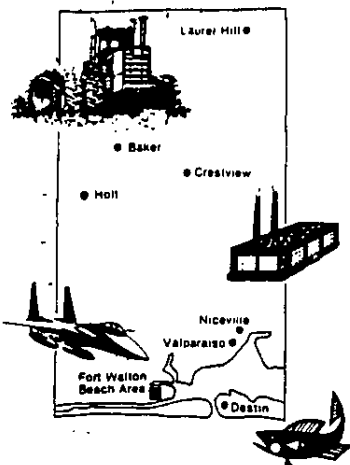 Laurel Hill
Baker
Crestview
Holt
Niceville
Valparaiso
Fort Walton
Beach Area
Destin